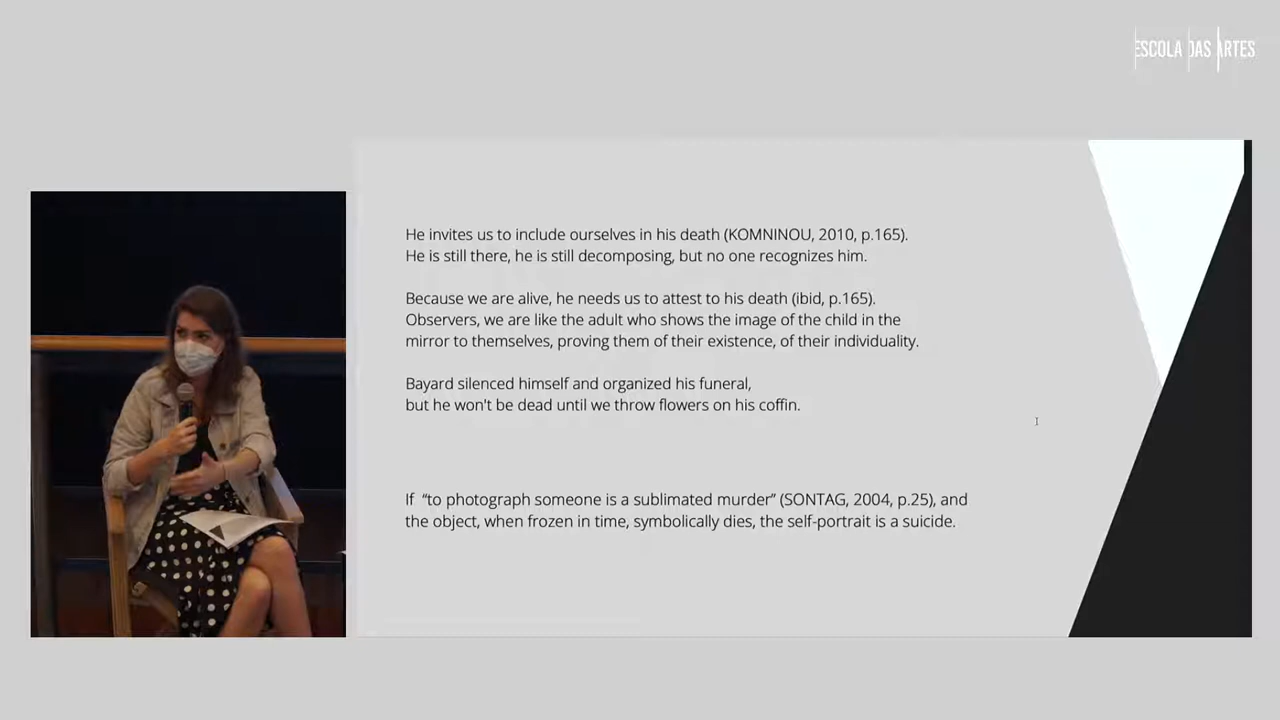 ESCOLA DAS ARTES
He invites us to include ourselves in his death (KOMNINOU, 2010, p.165).
He is still there, he is still decomposing, but no one recognizes him.
Because we are alive, he needs us to attest to his death (ibid, p.165).
Observers, we are like the adult who shows the image of the child in the
mirror to themselves, proving them of their existence, of their individuality.
Bayard silenced himself and organized his funeral,
but he won't be dead until we throw flowers on his coffin.
If  “to photograph someone is a sublimated murder” (SONTAG, 2004, p.25), and
the object, when frozen in time, symbolically dies, the self-portrait is a suicide.